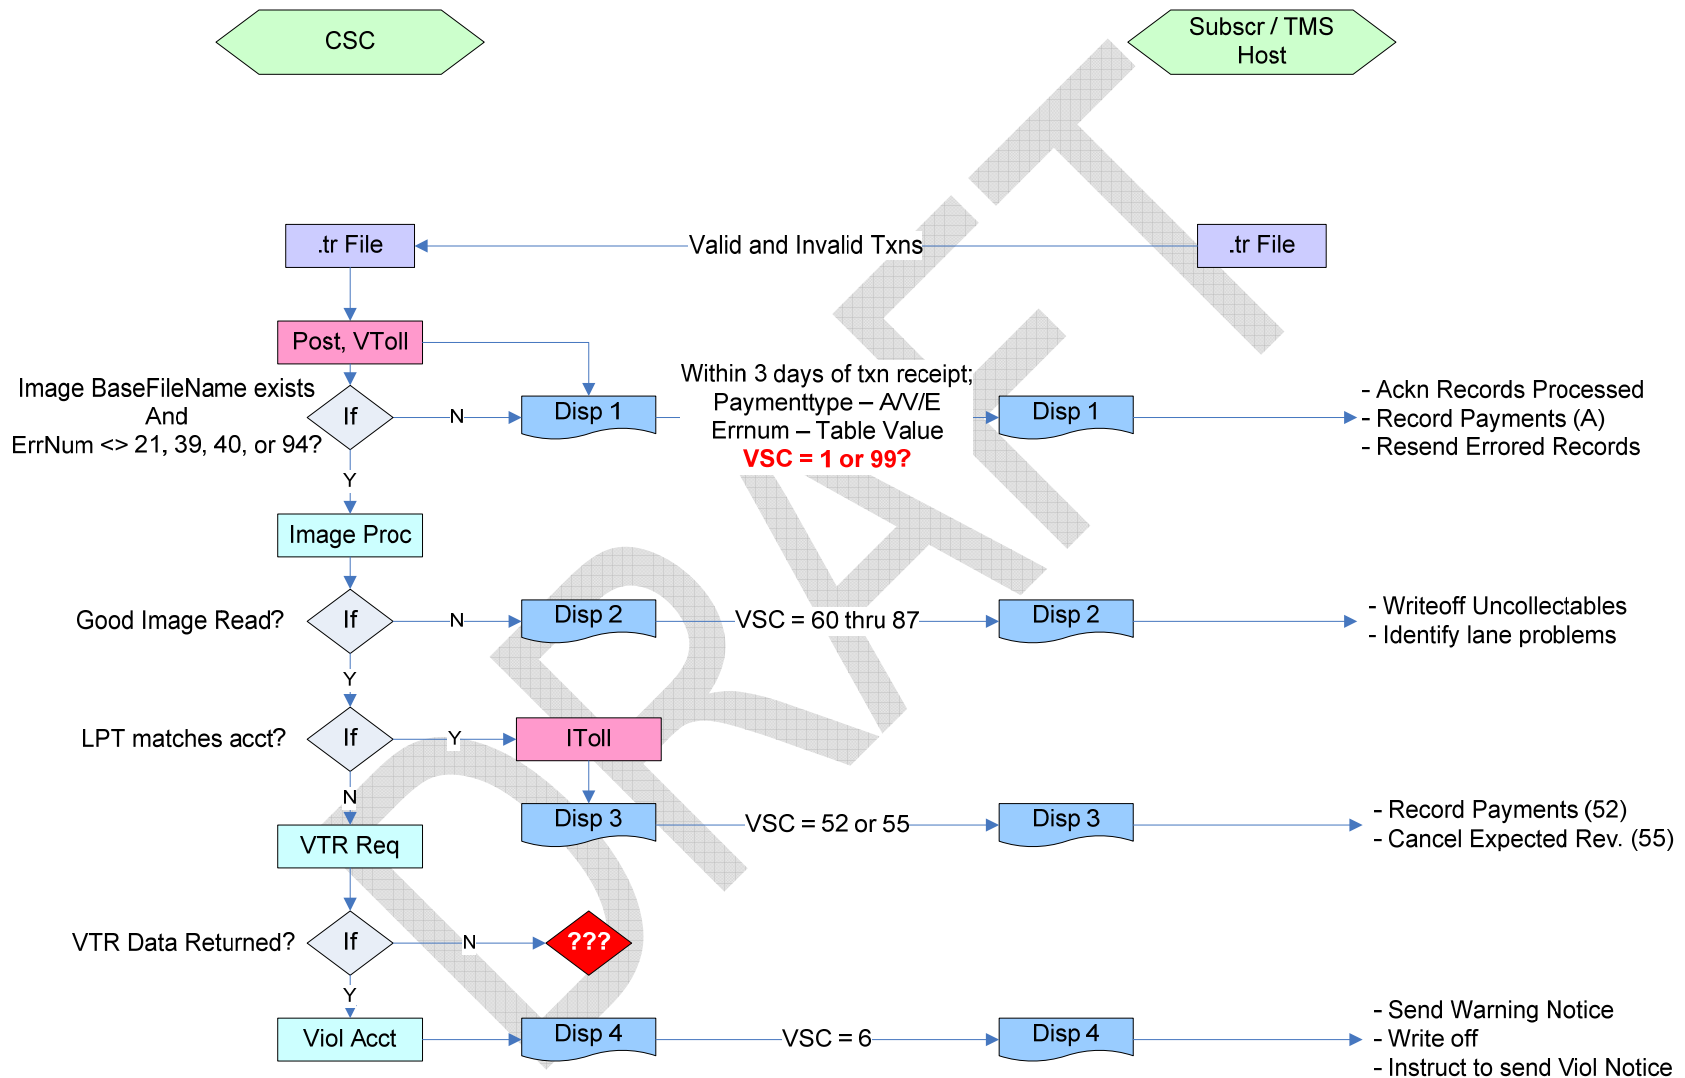 CSC
Subscr / TMS
Host
.tr File
Valid and Invalid Txns
.tr File
Post, VToll
Image BaseFileName exists
And
ErrNum <> 21, 39, 40, or 94?
If
N
Disp 1
Within 3 days of txn receipt;
Paymenttype – A/V/E
Errnum – Table Value
VSC = 1 or 99?
Disp 1
- Ackn Records Processed
- Record Payments (A)
- Resend Errored Records
Y
Image Proc
Good Image Read?
If
N
Disp 2
VSC = 60 thru 87
Disp 2
- Writeoff Uncollectables
- Identify lane problems
Y
LPT matches acct?
If
Y
IToll
N
Disp 3
VSC = 52 or 55
Disp 3
- Record Payments (52)
- Cancel Expected Rev. (55)
VTR Req
VTR Data Returned?
If
N
???
Y
Viol Acct
Disp 4
VSC = 6
Disp 4
- Send Warning Notice
- Write off
- Instruct to send Viol Notice
DRAFT